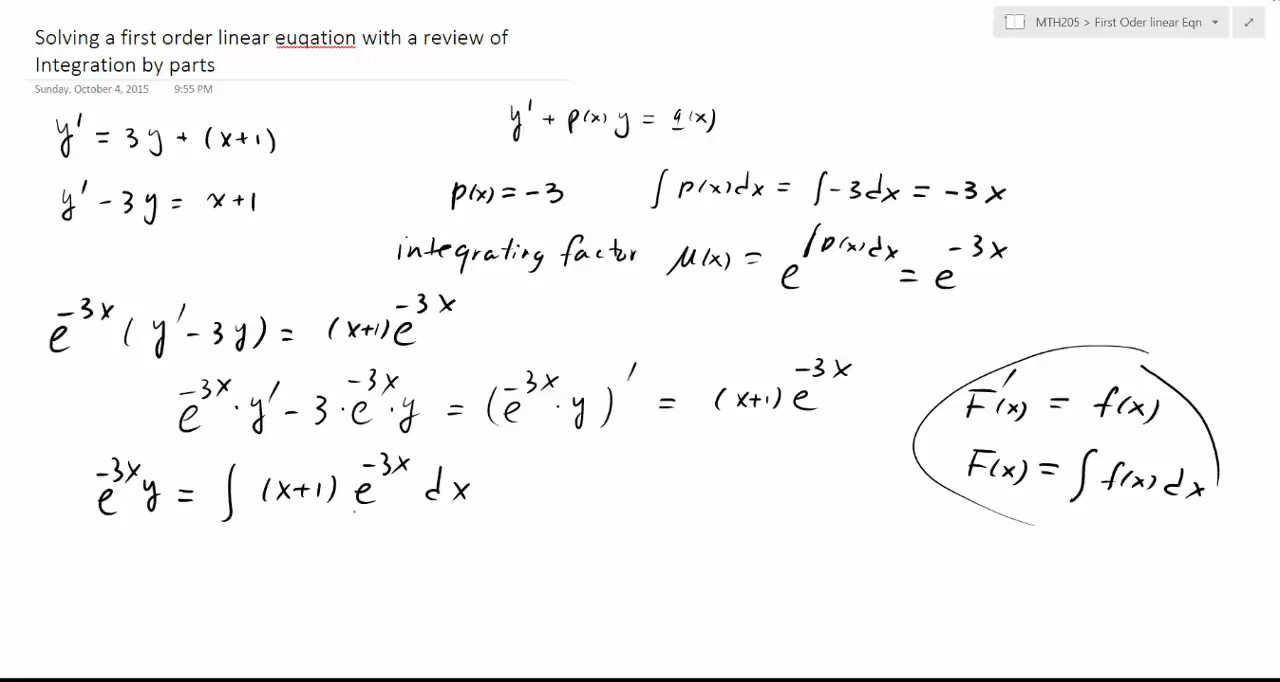 MTH205 > First Oder linear Eqn
Solving a first order linear euqation with a review of
Integration by parts
Sunday, October 4, 2015 9:55 PM
y' = 3y + (x+1)
y' + p(x) y = q(x)
y' - 3y = x+1
p(x) = -3
∫ p(x)dx = ∫ -3dx = -3x
integrating factor μ(x) = e^{∫p(x)dx} = e^{-3x}
e^{-3x} (y' - 3y) = (x+1) e^{-3x}
e^{-3x} · y' - 3 · e^{-3x} · y = (e^{-3x} · y)' = (x+1) e^{-3x}
F'(x) = f(x)
e^{-3x} y = ∫ (x+1) e^{-3x} dx
F(x) = ∫ f(x) dx